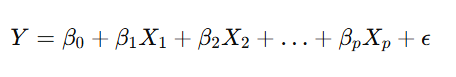 Y = β₀ + β₁X₁ + β₂X₂ + … + βₚXₚ + ϵ